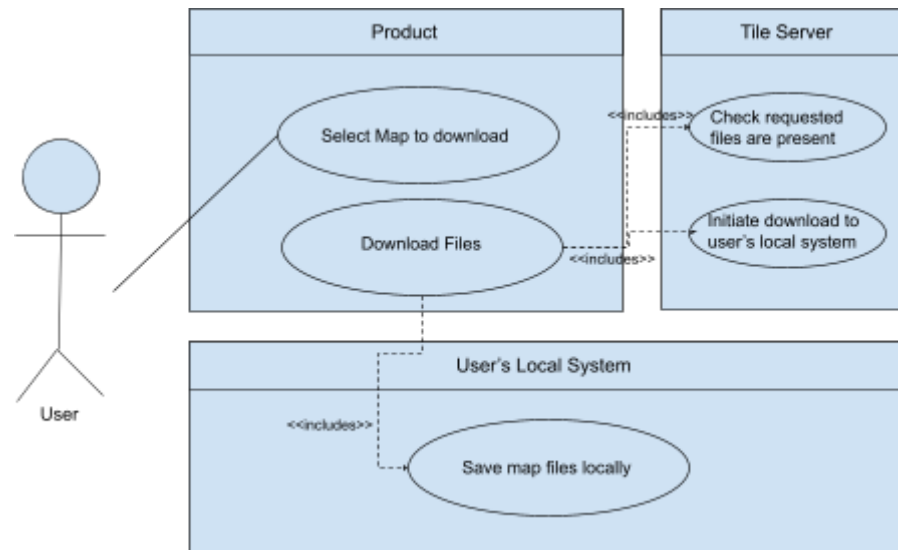 Product
Tile Server
Select Map to download
<<includes>>
Check requested
files are present
Download Files
<<includes>>
Initiate download to
user's local system
User
User's Local System
<<includes>>
Save map files locally